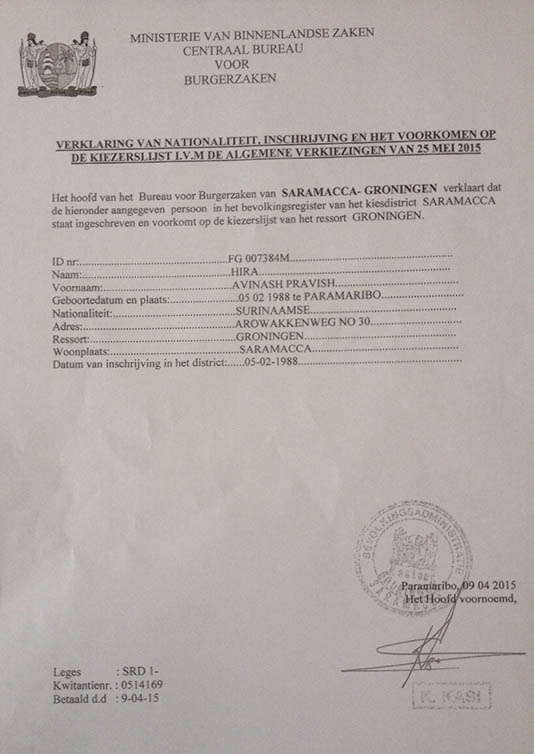 MINISTERIE VAN BINNENLANDSE ZAKEN
CENTRAAL BUREAU
VOOR
BURGERZAKEN
VERKLARING VAN NATIONALITEIT, INSCHRIJVING EN HET VOORKOMEN OP
DE KIEZERSLIJST I.V.M DE ALGEMENE VERKIEZINGEN VAN 25 MEI 2015
Het hoofd van het Bureau voor Burgerzaken van SARAMACCA- GRONINGEN verklaart dat
de hieronder aangegeven persoon in het bevolkingsregister van het kiesdistrict SARAMACCA
staat ingeschreven en voorkomt op de kiezerslijst van het ressort GRONINGEN.
ID nr:.............................................FG 007384M.................................................
Naam:.............................................HIRA.................................................
Voornaam:.............................................AVINASH PRAVISH.................................
Geboortedatum en plaats:....................05 02 1988 te PARAMARIBO.........................
Nationaliteit:.....................................SURINAAMSE.............................................
Adres:.............................................AROWAKKENWEG NO 30...........................
Ressort:...........................................GRONINGEN...............................................
Woonplaats:......................................SARAMACCA.............................................
Datum van inschrijving in het district:......05-02-1988.................................................
BEVOLKINGSADMINISTRATIE
GRONINGEN
SARAMACCA
Paramaribo, 09 04 2015
Het Hoofd voornoemd,
K. KASI
Leges : SRD 1-
Kwitantienr. : 0514169
Betaald d.d : 9-04-15